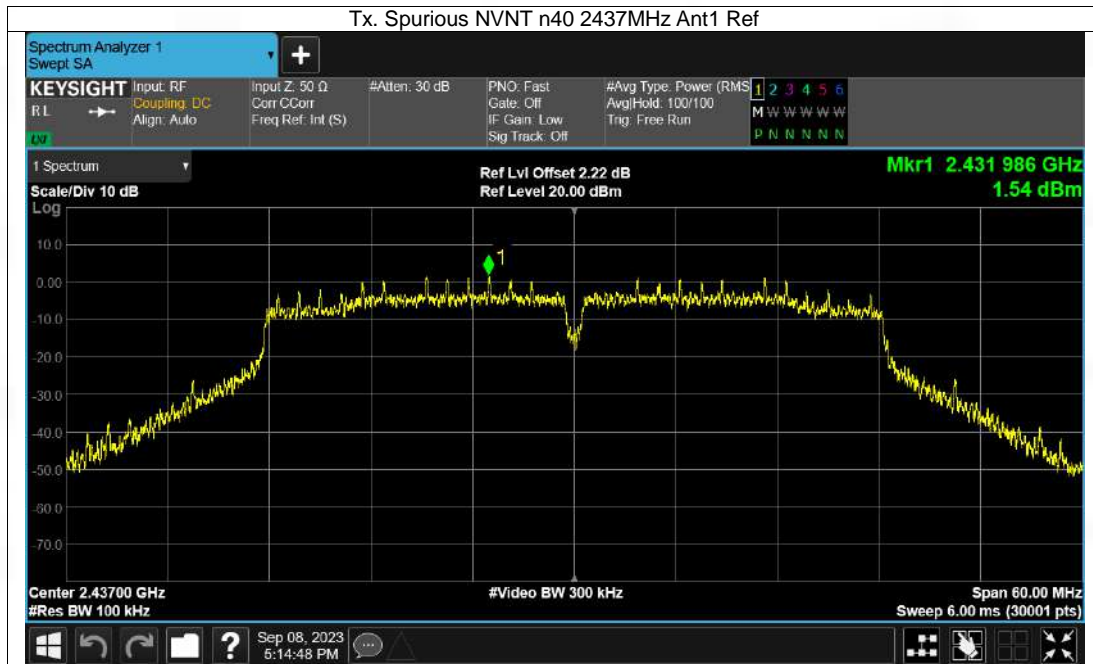 Tx. Spurious NVNT n40 2437MHz Ant1 Ref
Spectrum Analyzer 1
Swept SA
+
KEYSIGHT
RL
LXI
Input: RF
Coupling: DC
Align: Auto
Input Z: 50 Ω
Corr CCorr
Freq Ref: Int (S)
#Atten: 30 dB
PNO: Fast
Gate: Off
IF Gain: Low
Sig Track: Off
#Avg Type: Power (RMS
Avg|Hold: 100/100
Trig: Free Run
1 2 3 4 5 6
M W W W W W
P N N N N N
1 Spectrum
Scale/Div 10 dB
Log
Ref Lvl Offset 2.22 dB
Ref Level 20.00 dBm
Mkr1 2.431 986 GHz
1.54 dBm
1
10.0
0.00
-10.0
-20.0
-30.0
-40.0
-50.0
-60.0
-70.0
Center 2.43700 GHz
#Res BW 100 kHz
#Video BW 300 kHz
Span 60.00 MHz
Sweep 6.00 ms (30001 pts)
?
Sep 08, 2023
5:14:48 PM